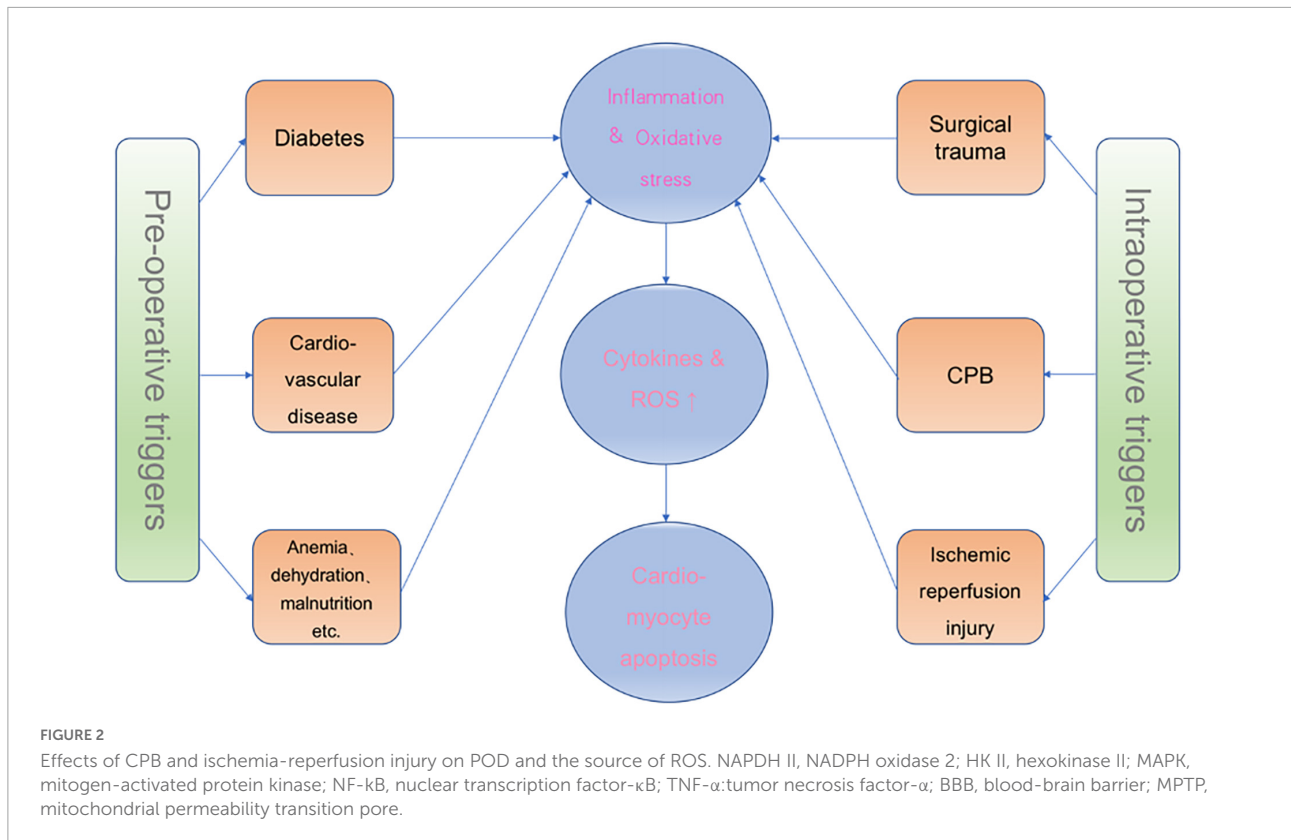 Pre-operative triggers
Diabetes
Cardio-
vascular
disease
Anemia、
dehydration、
malnutrition
etc.
Inflammation
& Oxidative
stress
Cytokines &
ROS ↑
Cardio-
myocyte
apoptosis
Surgical
trauma
CPB
Ischemic
reperfusion
injury
Intraoperative triggers
FIGURE 2
Effects of CPB and ischemia-reperfusion injury on POD and the source of ROS. NAPDH II, NADPH oxidase 2; HK II, hexokinase II; MAPK,
mitogen-activated protein kinase; NF-kB, nuclear transcription factor-κB; TNF-α:tumor necrosis factor-α; BBB, blood-brain barrier; MPTP,
mitochondrial permeability transition pore.